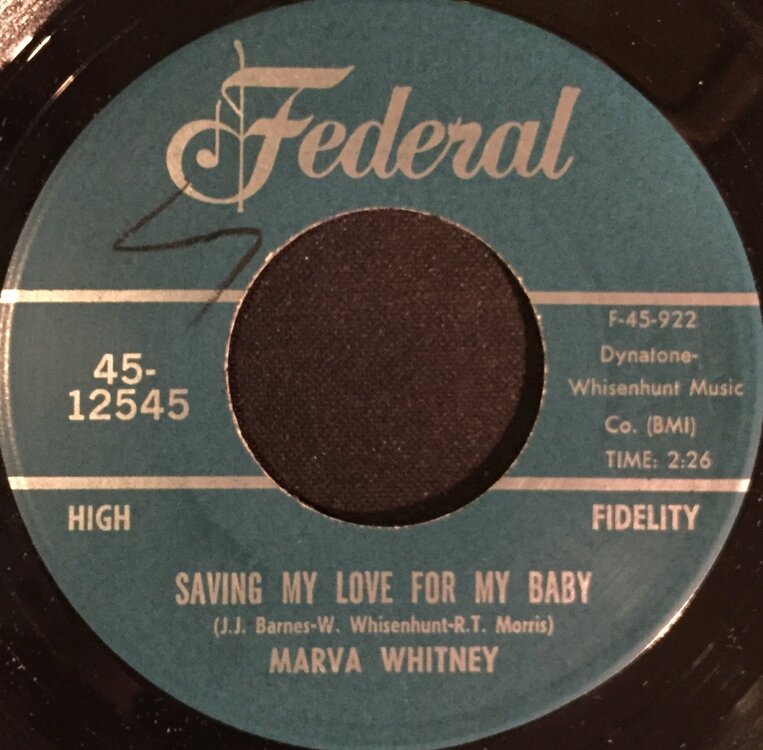 Federal
45-
12545
F-45-922
Dynatone-
Whisenhunt Music
Co. (BMI)
TIME: 2:26
HIGH
FIDELITY
SAVING MY LOVE FOR MY BABY
(J.J. Barnes-W. Whisenhunt-R.T. Morris)
MARVA WHITNEY